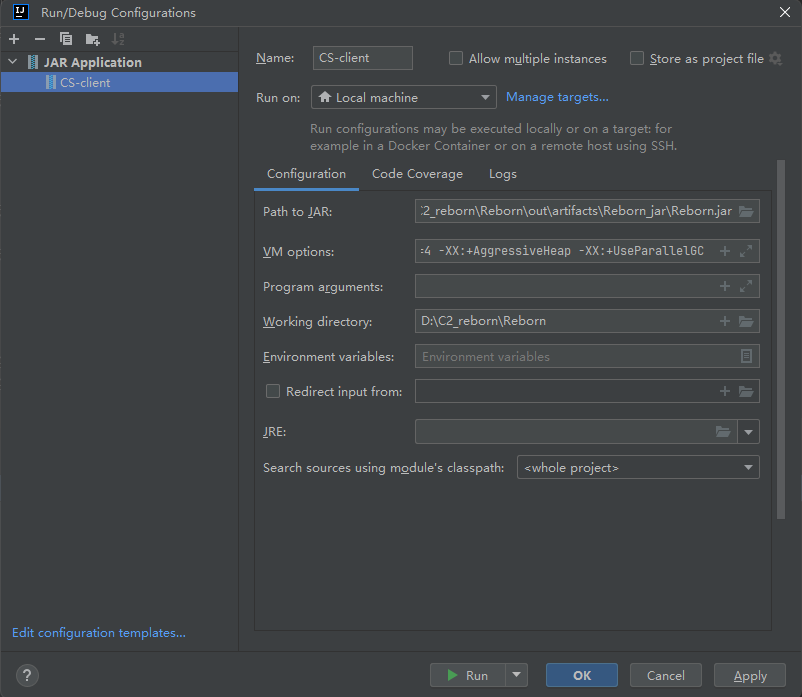 Run/Debug Configurations
JAR Application
CS-client
Name: CS-client Allow multiple instances Store as project file
Run on: Local machine Manage targets...
Run configurations may be executed locally or on a target: for
example in a Docker Container or on a remote host using SSH.
Configuration Code Coverage Logs
Path to JAR: C2_reborn\Reborn\out\artifacts\Reborn_jar\Reborn.jar
VM options: =4 -XX:+AggressiveHeap -XX:+UseParallelGC
Program arguments:
Working directory: D:\C2_reborn\Reborn
Environment variables: Environment variables
Redirect input from:
JRE:
Search sources using module's classpath: <whole project>
Edit configuration templates...
? Run OK Cancel Apply